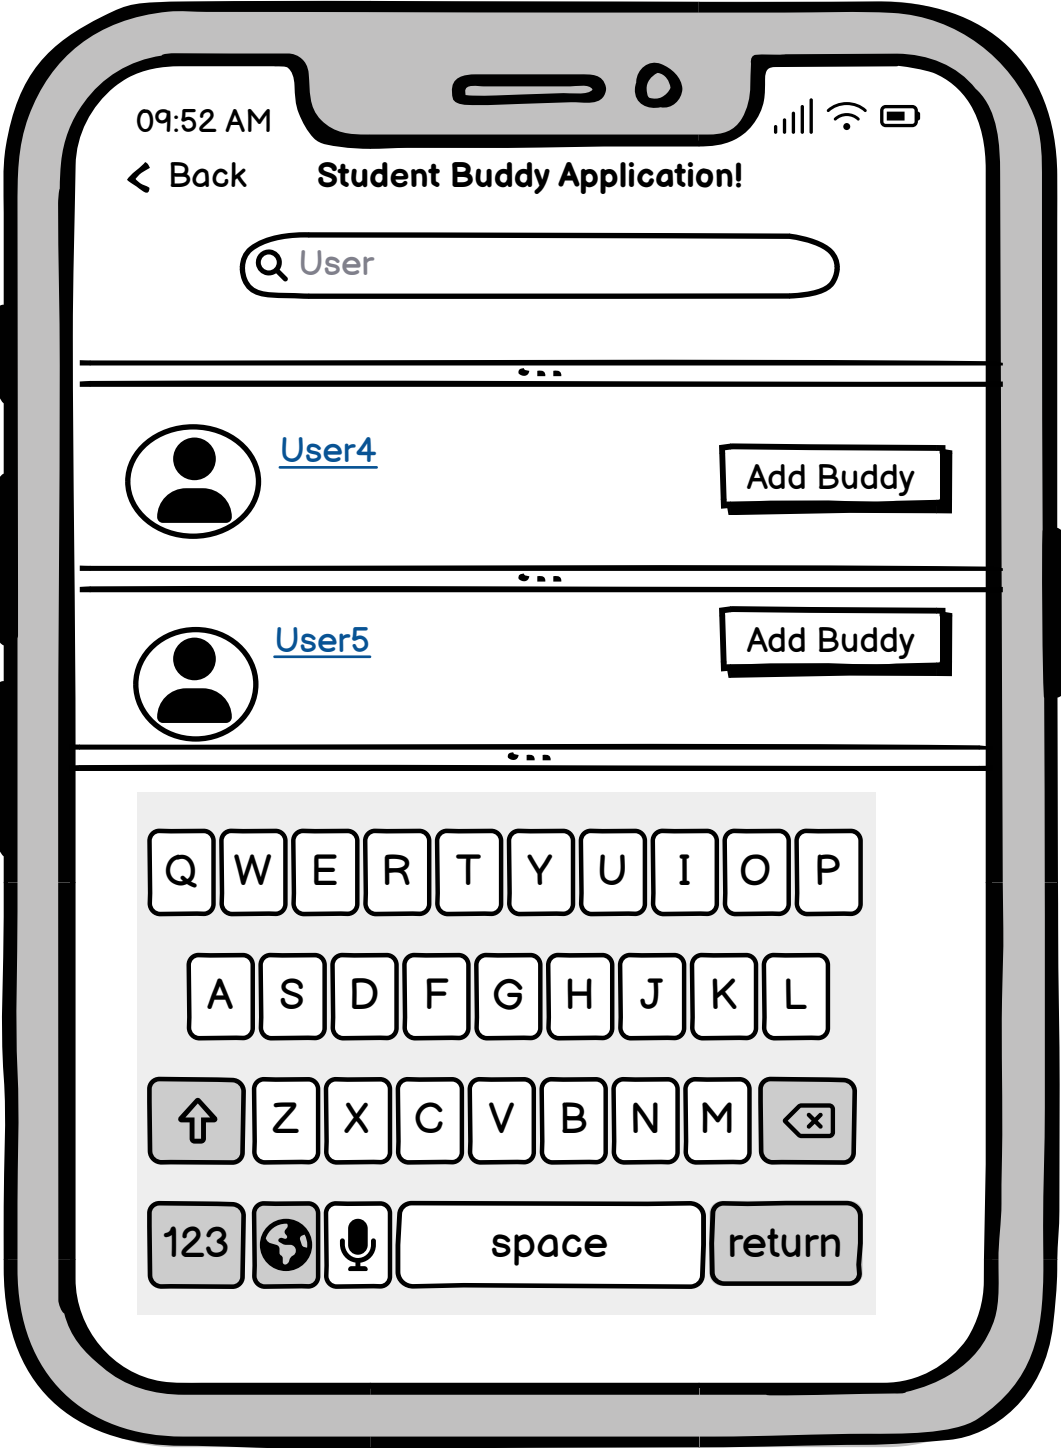 09:52 AM
Back
Student Buddy Application!
User
User4
Add Buddy
User5
Add Buddy
Q W E R T Y U I O P
A S D F G H J K L
Z X C V B N M
123 space return